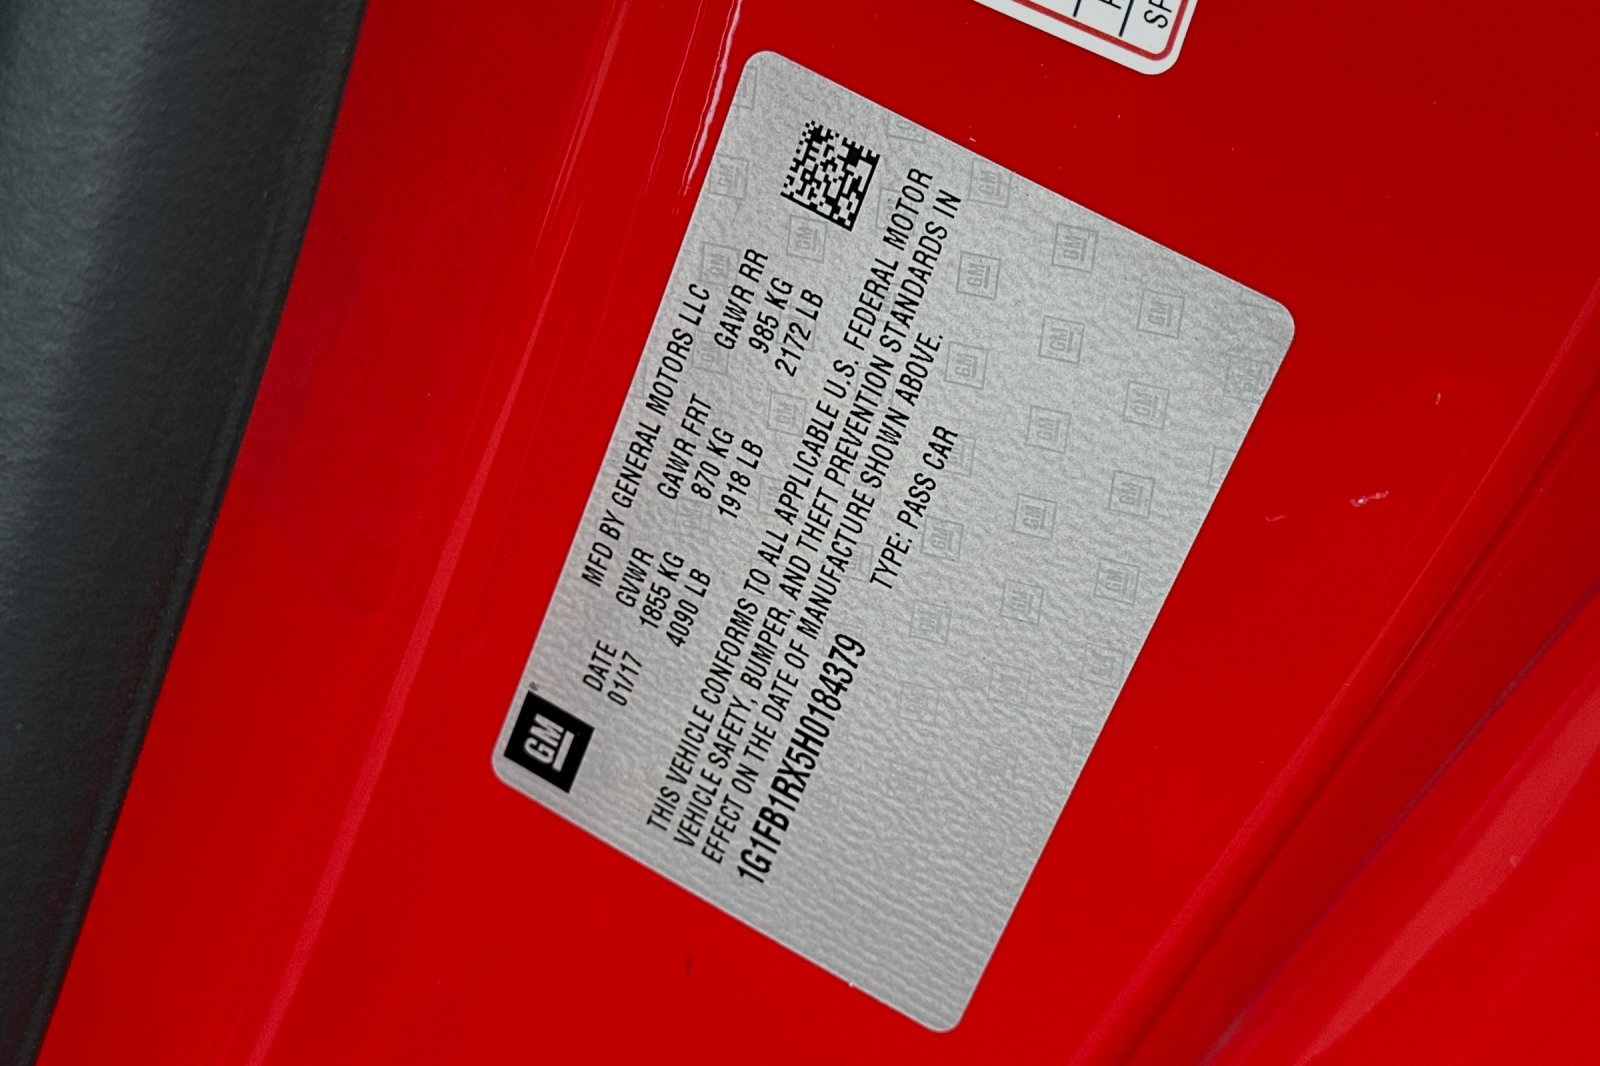 GM
MFD BY GENERAL MOTORS LLC
DATE GVWR GAWR FRT GAWR RR
01/17 1855 KG 870 KG 985 KG
4090 LB 1918 LB 2172 LB
THIS VEHICLE CONFORMS TO ALL APPLICABLE U.S. FEDERAL MOTOR
VEHICLE SAFETY, BUMPER, AND THEFT PREVENTION STANDARDS IN
EFFECT ON THE DATE OF MANUFACTURE SHOWN ABOVE.
1G1FB1RX5H0184379 TYPE: PASS CAR